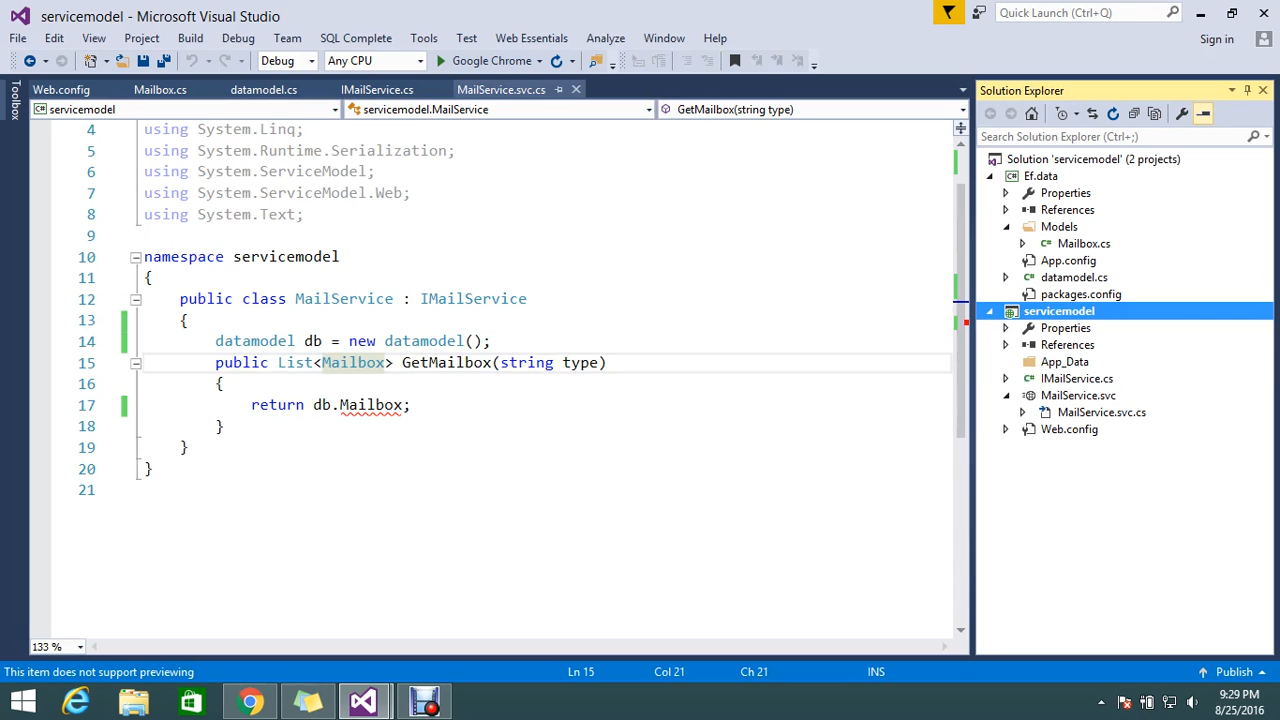 servicemodel - Microsoft Visual Studio
Quick Launch (Ctrl+Q)
File Edit View Project Build Debug Team SQL Complete Tools Test Web Essentials Analyze Window Help
Sign in
Debug Any CPU Google Chrome
Toolbox
Web.config Mailbox.cs datamodel.cs IMailService.cs MailService.svc.cs
servicemodel servicemodel.MailService GetMailbox(string type)
4 using System.Linq;
5 using System.Runtime.Serialization;
6 using System.ServiceModel;
7 using System.ServiceModel.Web;
8 using System.Text;
9
10 namespace servicemodel
11 {
12 public class MailService : IMailService
13 {
14 datamodel db = new datamodel();
15 public List<Mailbox> GetMailbox(string type)
16 {
17 return db.Mailbox;
18 }
19 }
20 }
21
133 %
Solution Explorer
Search Solution Explorer (Ctrl+;)
Solution 'servicemodel' (2 projects)
Ef.data
Properties
References
Models
Mailbox.cs
App.config
datamodel.cs
packages.config
servicemodel
Properties
References
App_Data
IMailService.cs
MailService.svc
MailService.svc.cs
Web.config
This item does not support previewing Ln 15 Col 21 Ch 21 INS Publish
9:29 PM
8/25/2016